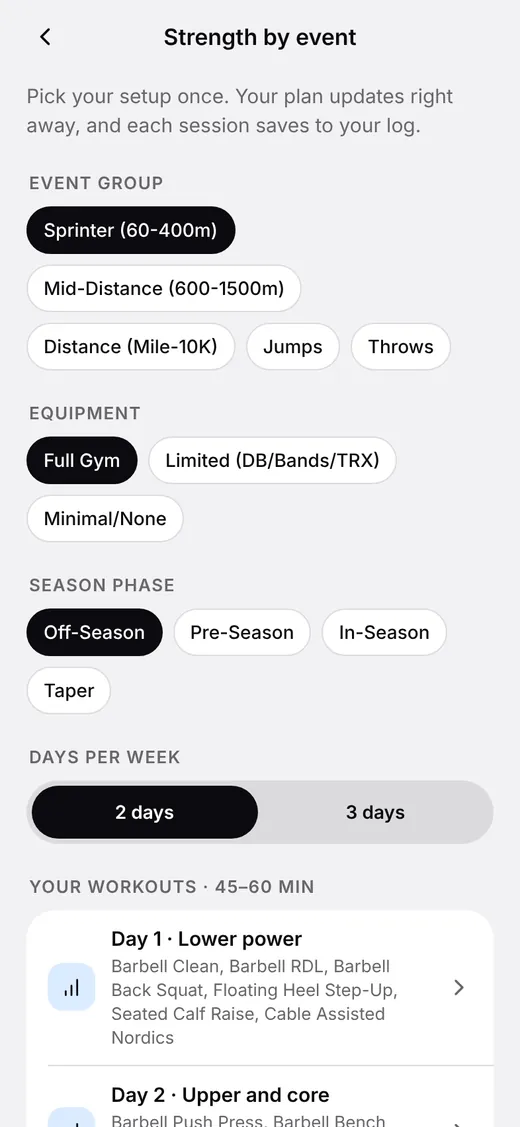 Strength by event
Pick your setup once. Your plan updates right
away, and each session saves to your log.
EVENT GROUP
Sprinter (60-400m)
Mid-Distance (600-1500m)
Distance (Mile-10K) Jumps Throws
EQUIPMENT
Full Gym Limited (DB/Bands/TRX)
Minimal/None
SEASON PHASE
Off-Season Pre-Season In-Season
Taper
DAYS PER WEEK
2 days 3 days
YOUR WORKOUTS · 45–60 MIN
Day 1 · Lower power
Barbell Clean, Barbell RDL, Barbell
Back Squat, Floating Heel Step-Up,
Seated Calf Raise, Cable Assisted
Nordics
Day 2 · Upper and core
Barbell Push Press, Barbell Bench